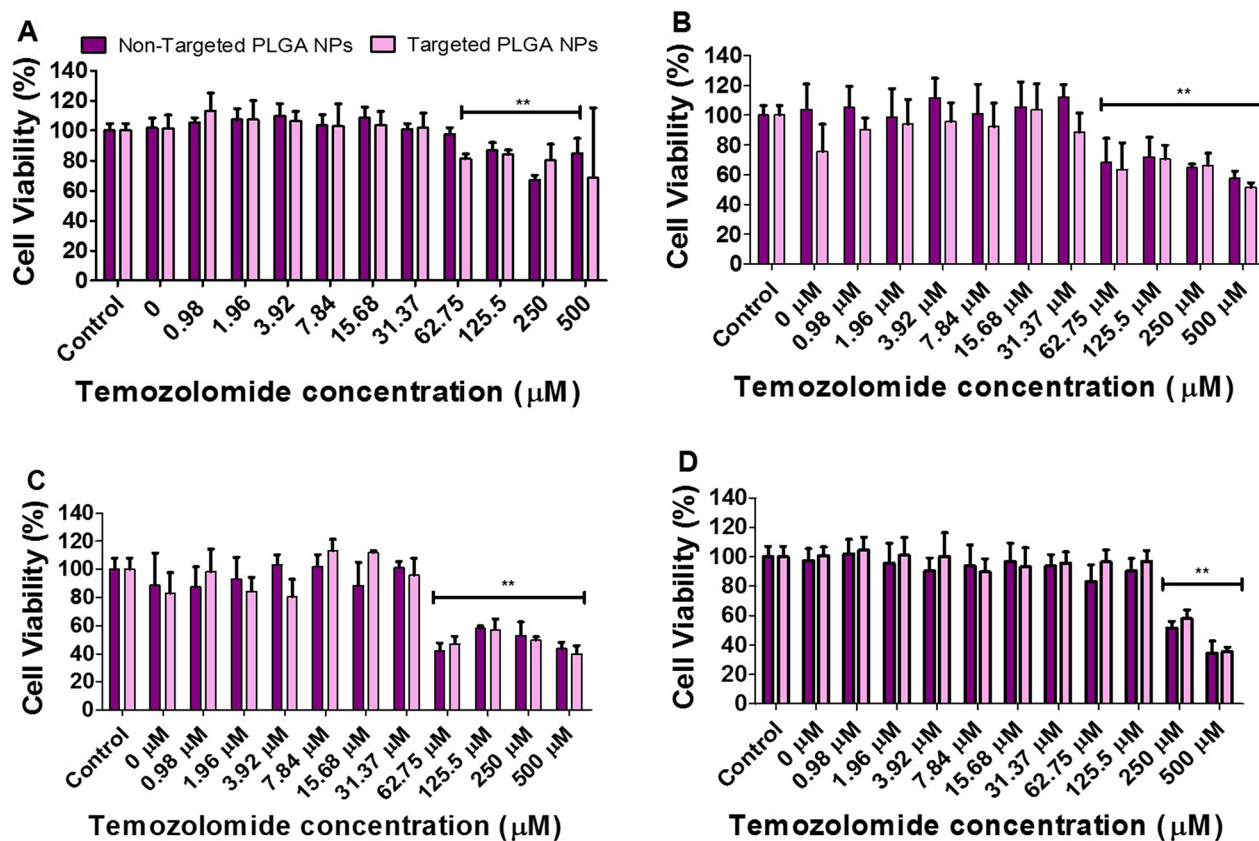 A
Non-Targeted PLGA NPs
Targeted PLGA NPs
Cell Viability (%)
140
120
100
80
60
40
20
0
**
Control
0
0.98
1.96
3.92
7.84
15.68
31.37
62.75
125.5
250
500
Temozolomide concentration (μM)
B
Cell Viability (%)
140
120
100
80
60
40
20
0
**
Control
0 μM
0.98 μM
1.96 μM
3.92 μM
7.84 μM
15.68 μM
31.37 μM
62.75 μM
125.5 μM
250 μM
500 μM
Temozolomide concentration (μM)
C
Cell Viability (%)
140
120
100
80
60
40
20
0
**
Control
0 μM
0.98 μM
1.96 μM
3.92 μM
7.84 μM
15.68 μM
31.37 μM
62.75 μM
125.5 μM
250 μM
500 μM
Temozolomide concentration (μM)
D
Cell Viability (%)
140
120
100
80
60
40
20
0
**
Control
0 μM
0.98 μM
1.96 μM
3.92 μM
7.84 μM
15.68 μM
31.37 μM
62.75 μM
125.5 μM
250 μM
500 μM
Temozolomide concentration (μM)